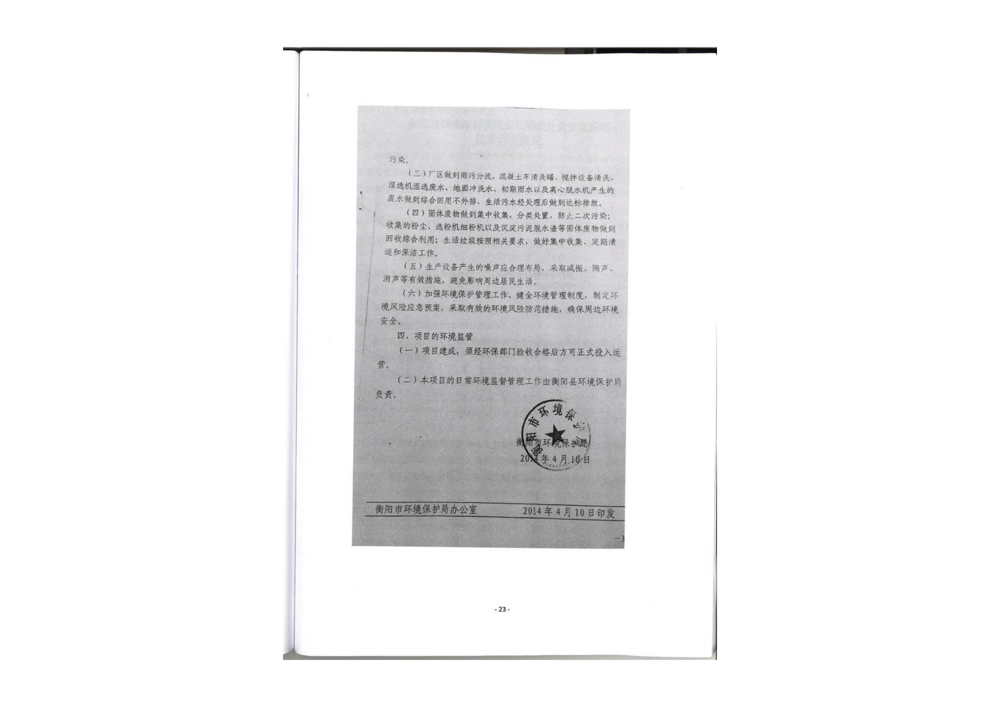 污染。
（三）厂区做到雨污分流，混凝土车清洗罐、搅拌设备清洗、
湿选机湿选废水、地面冲洗水、初期雨水以及离心脱水机产生的
废水做到综合回用不外排，生活污水经处理后做到达标排放。
（四）固体废物做到集中收集，分类处置，防止二次污染；
收集的粉尘、选粉机细粉机以及沉淀污泥脱水渣等固体废物做到
回收综合利用；生活垃圾按照相关要求，做好集中收集、定期清
运和保洁工作。
（五）生产设备产生的噪声应合理布局，采取减振、隔声、
消声等有效措施，避免影响周边居民生活。
（六）加强环境保护管理工作，健全环境管理制度，制定环
境风险应急预案，采取有效的环境风险防范措施，确保周边环境
安全。
四、项目的环境监管
（一）项目建成，须经环保部门验收合格后方可正式投入运
营。
（二）本项目的日常环境监督管理工作由衡阳县环境保护局
负责。
衡阳市环境保护局
衡阳市环境保护局
2014年4月10日
衡阳市环境保护局办公室 2014年4月10日印发
—3
- 23 -